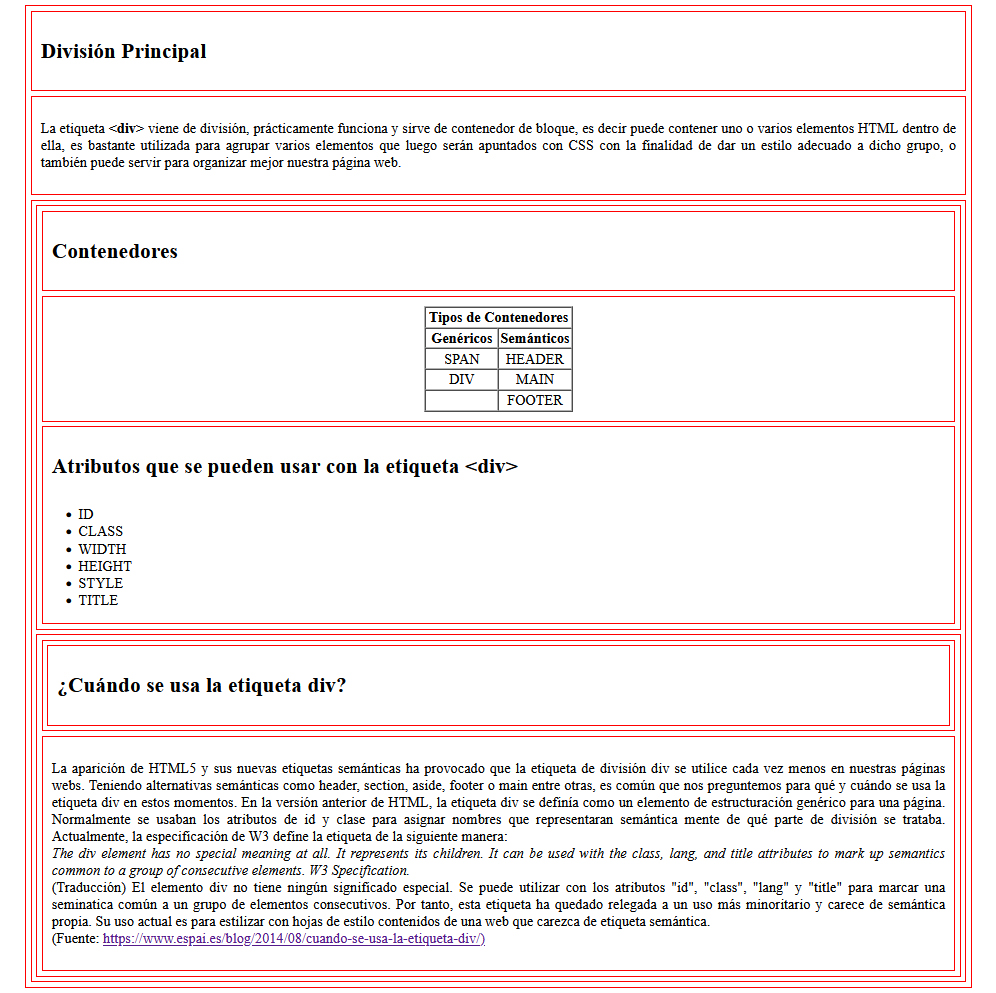 División Principal
La etiqueta <div> viene de división, prácticamente funciona y sirve de contenedor de bloque, es decir puede contener uno o varios elementos HTML dentro de
ella, es bastante utilizada para agrupar varios elementos que luego serán apuntados con CSS con la finalidad de dar un estilo adecuado a dicho grupo, o
también puede servir para organizar mejor nuestra página web.
Contenedores
Tipos de Contenedores
Genéricos Semánticos
SPAN HEADER
DIV MAIN
FOOTER
Atributos que se pueden usar con la etiqueta <div>
• ID
• CLASS
• WIDTH
• HEIGHT
• STYLE
• TITLE
¿Cuándo se usa la etiqueta div?
La aparición de HTML5 y sus nuevas etiquetas semánticas ha provocado que la etiqueta de división div se utilice cada vez menos en nuestras páginas
webs. Teniendo alternativas semánticas como header, section, aside, footer o main entre otras, es común que nos preguntemos para qué y cuándo se usa la
etiqueta div en estos momentos. En la versión anterior de HTML, la etiqueta div se definía como un elemento de estructuración genérico para una página.
Normalmente se usaban los atributos de id y clase para asignar nombres que representaran semántica mente de qué parte de división se trataba.
Actualmente, la especificación de W3 define la etiqueta de la siguiente manera:
The div element has no special meaning at all. It represents its children. It can be used with the class, lang, and title attributes to mark up semantics
common to a group of consecutive elements. W3 Specification.
(Traducción) El elemento div no tiene ningún significado especial. Se puede utilizar con los atributos "id", "class", "lang" y "title" para marcar una
seminatica común a un grupo de elementos consecutivos. Por tanto, esta etiqueta ha quedado relegada a un uso más minoritario y carece de semántica
propia. Su uso actual es para estilizar con hojas de estilo contenidos de una web que carezca de etiqueta semántica.
(Fuente: https://www.espai.es/blog/2014/08/cuando-se-usa-la-etiqueta-div/)